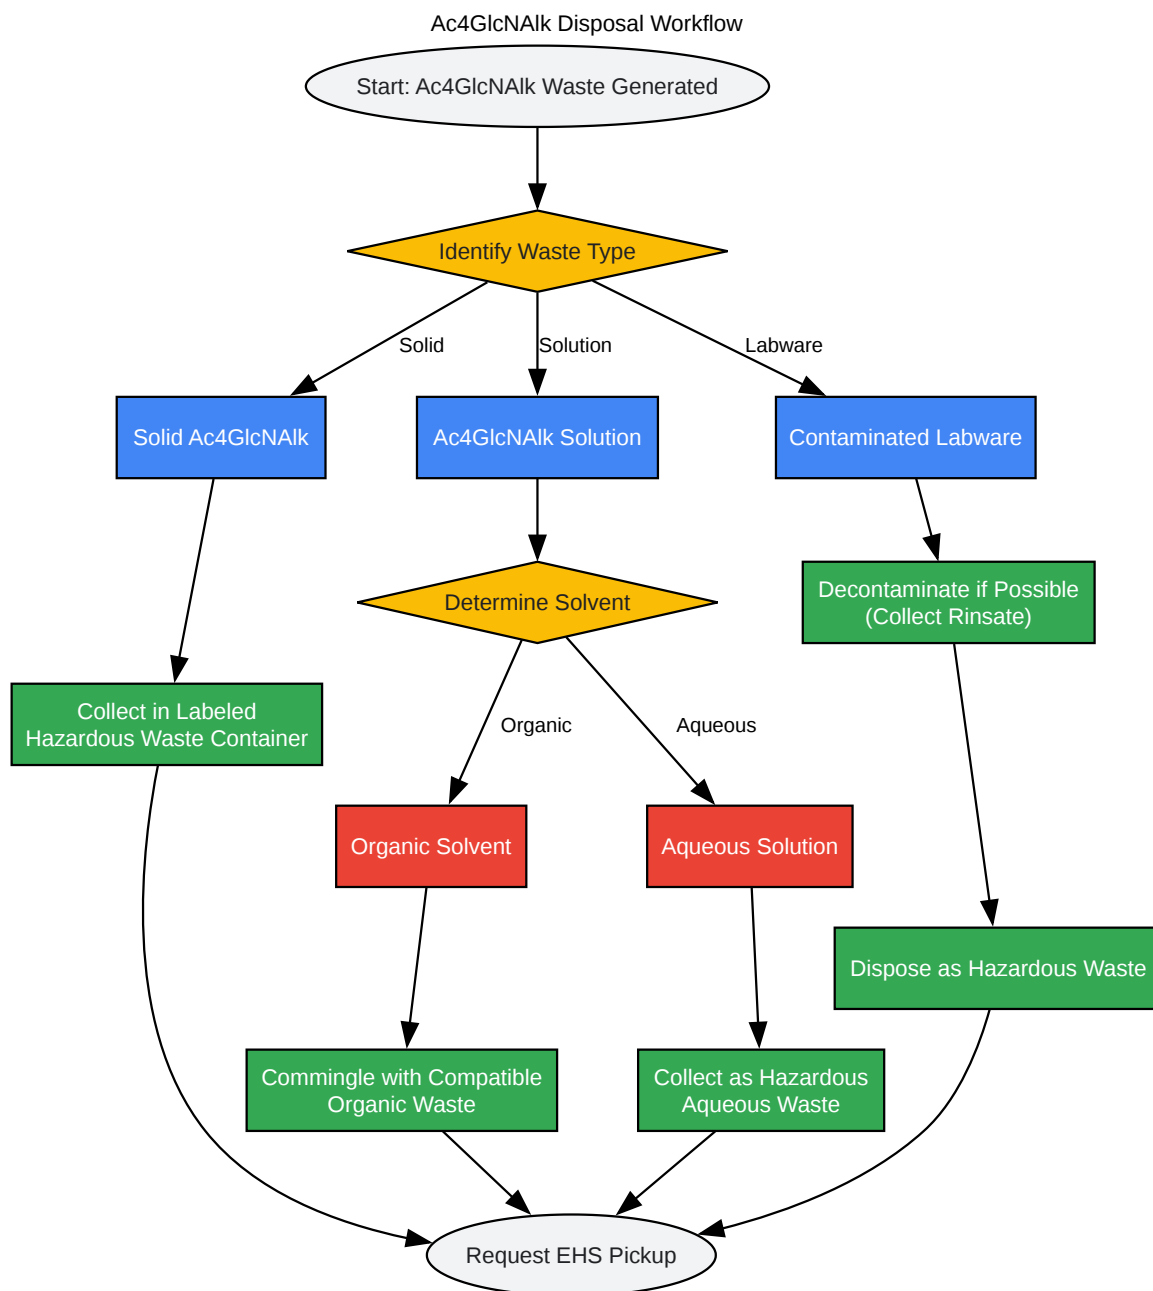 Ac4GlcNAlk Disposal Workflow
Start: Ac4GlcNAlk Waste Generated
Identify Waste Type
Solid
Solution
Labware
Solid Ac4GlcNAlk
Ac4GlcNAlk Solution
Contaminated Labware
Determine Solvent
Decontaminate if Possible
(Collect Rinsate)
Collect in Labeled
Hazardous Waste Container
Organic
Aqueous
Organic Solvent
Aqueous Solution
Dispose as Hazardous Waste
Commingle with Compatible
Organic Waste
Collect as Hazardous
Aqueous Waste
Request EHS Pickup